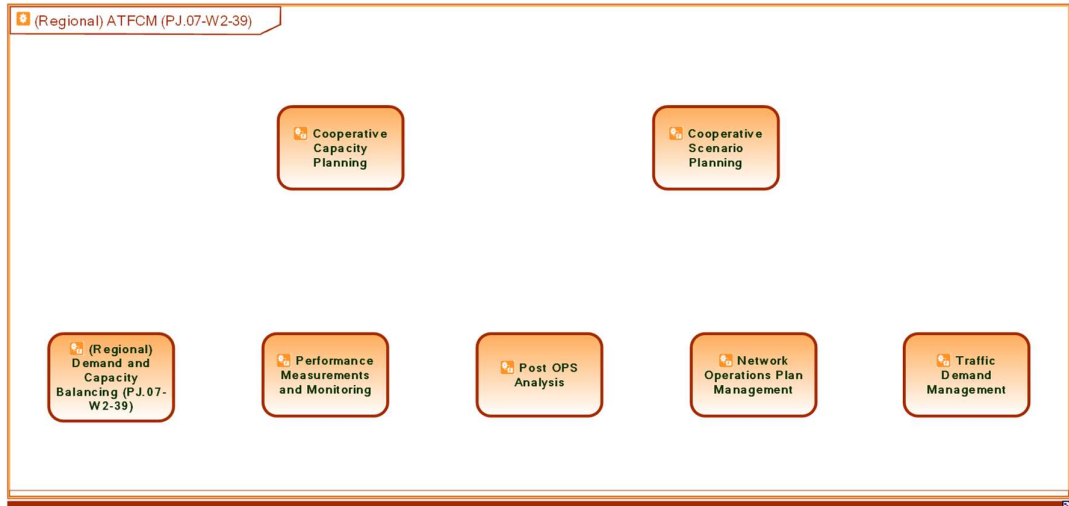 (Regional) ATFCM (PJ.07-W2-39)
Cooperative
Capacity
Planning
Cooperative
Scenario
Planning
(Regional)
Demand and
Capacity
Balancing (PJ.07-
W2-39)
Performance
Measurements
and Monitoring
Post OPS
Analysis
Network
Operations Plan
Management
Traffic
Demand
Management